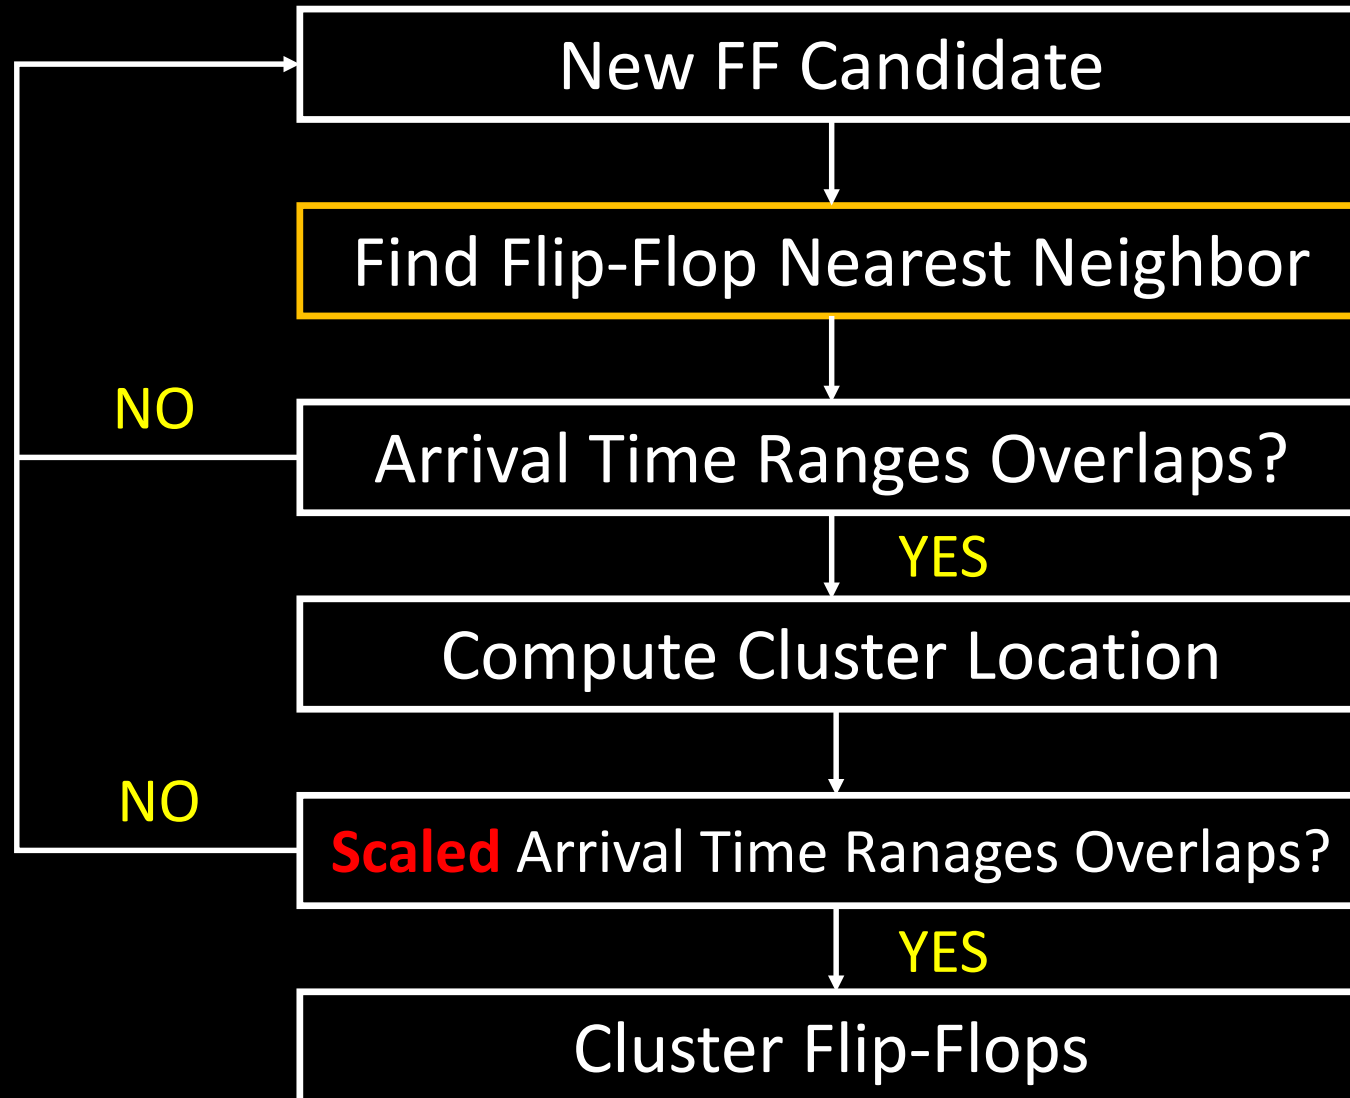 New FF Candidate
Find Flip-Flop Nearest Neighbor
NO
Arrival Time Ranges Overlaps?
YES
Compute Cluster Location
NO
Scaled Arrival Time Ranages Overlaps?
YES
Cluster Flip-Flops